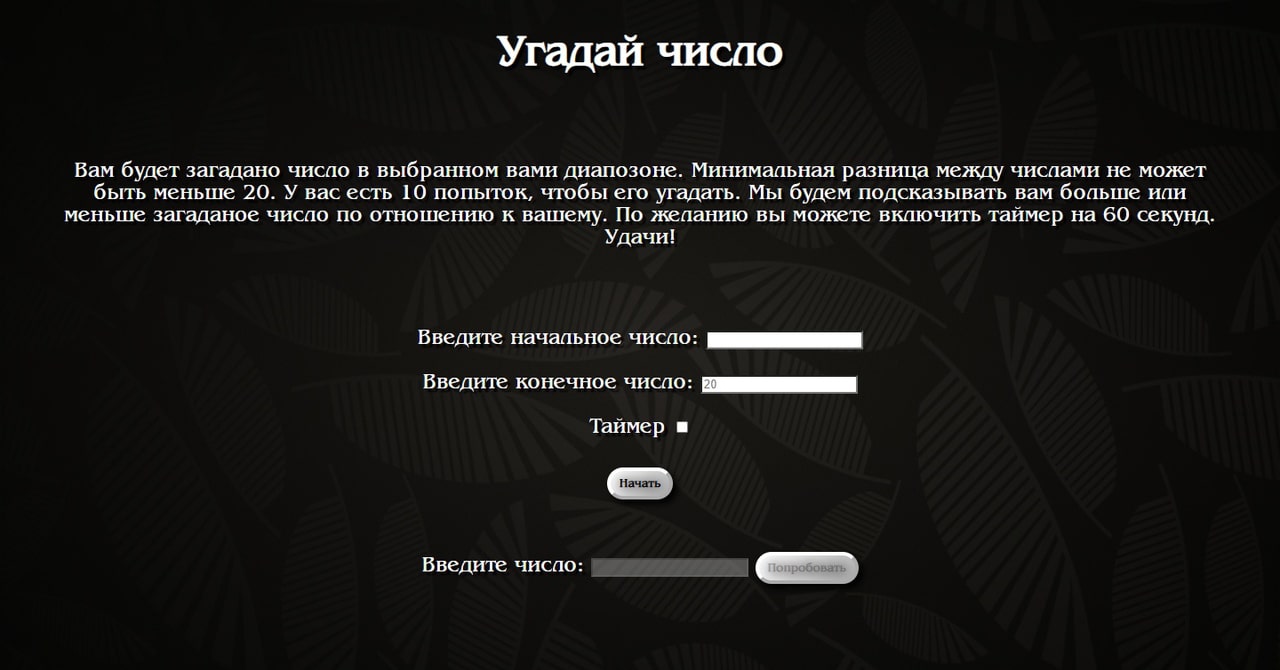 Угадай число
Вам будет загадано число в выбранном вами диапозоне. Минимальная разница между числами не может
быть меньше 20. У вас есть 10 попыток, чтобы его угадать. Мы будем подсказывать вам больше или
меньше загаданое число по отношению к вашему. По желанию вы можете включить таймер на 60 секунд.
Удачи!
Введите начальное число:
Введите конечное число: 20
Таймер
Начать
Введите число: Попробовать